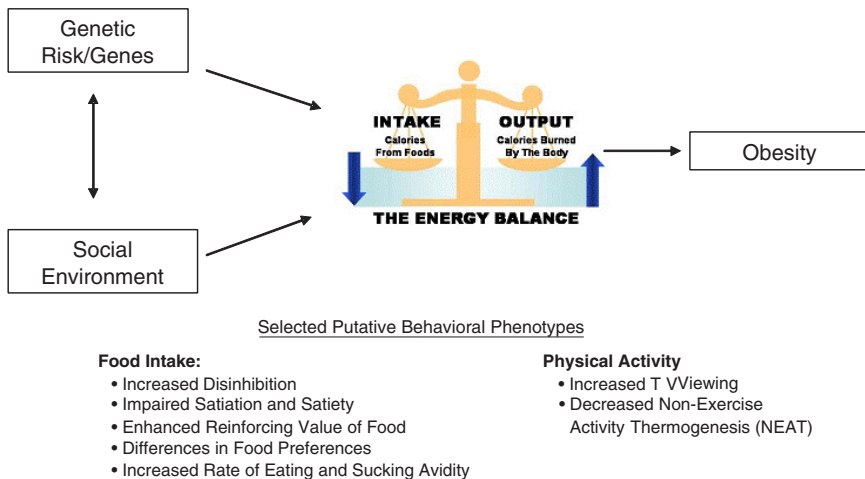 Genetic
Risk/Genes
INTAKE
Calories
From Foods
OUTPUT
Calories Burned
By The Body
THE ENERGY BALANCE
Obesity
Social
Environment
Selected Putative Behavioral Phenotypes
Food Intake:
• Increased Disinhibition
• Impaired Satiation and Satiety
• Enhanced Reinforcing Value of Food
• Differences in Food Preferences
• Increased Rate of Eating and Sucking Avidity
Physical Activity
• Increased T VViewing
• Decreased Non-Exercise
Activity Thermogenesis (NEAT)